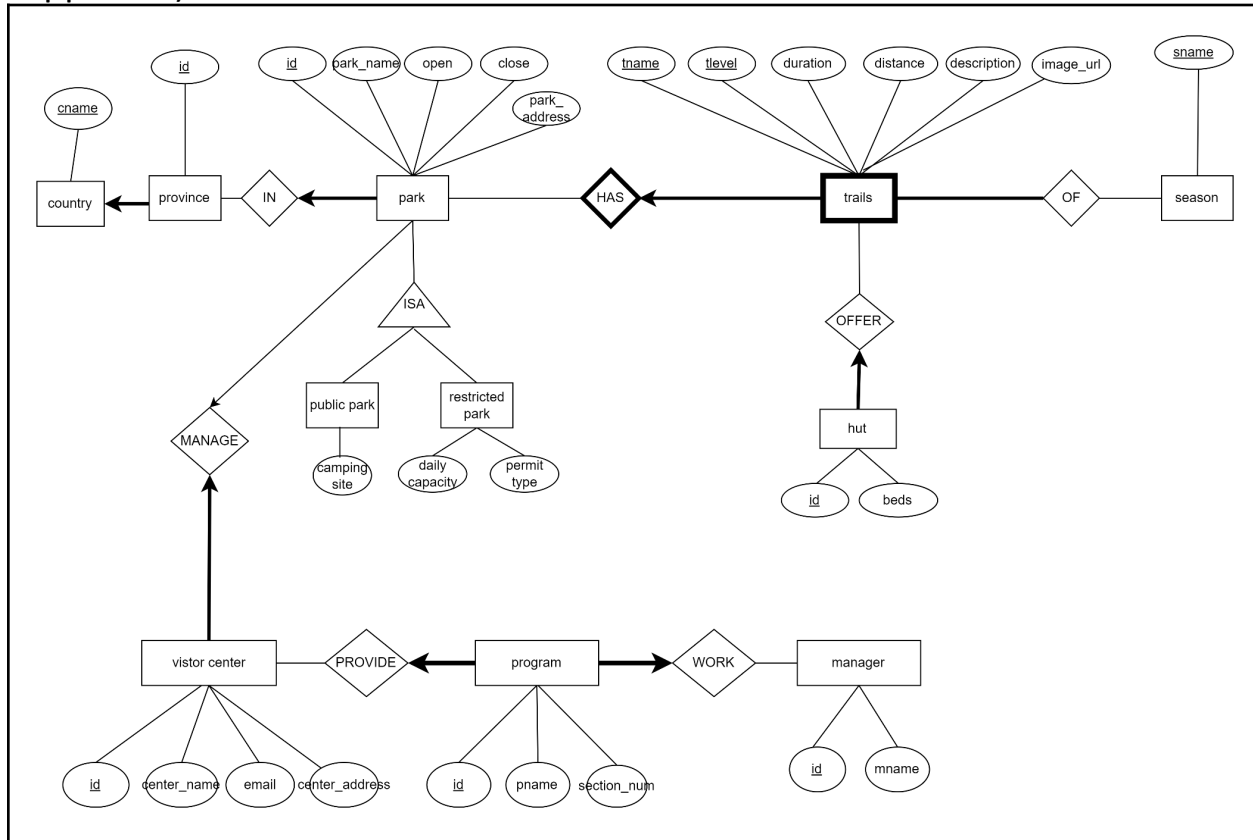 id
park_name
open
close
tname
tlevel
duration
distance
description
image_url
sname
cname
park_
address
country
province
IN
park
HAS
trails
OF
season
ISA
OFFER
public park
restricted
park
hut
MANAGE
camping
site
daily
capacity
permit
type
id
beds
vistor center
PROVIDE
program
WORK
manager
id
center_name
email
center_address
id
pname
section_num
id
mname
id